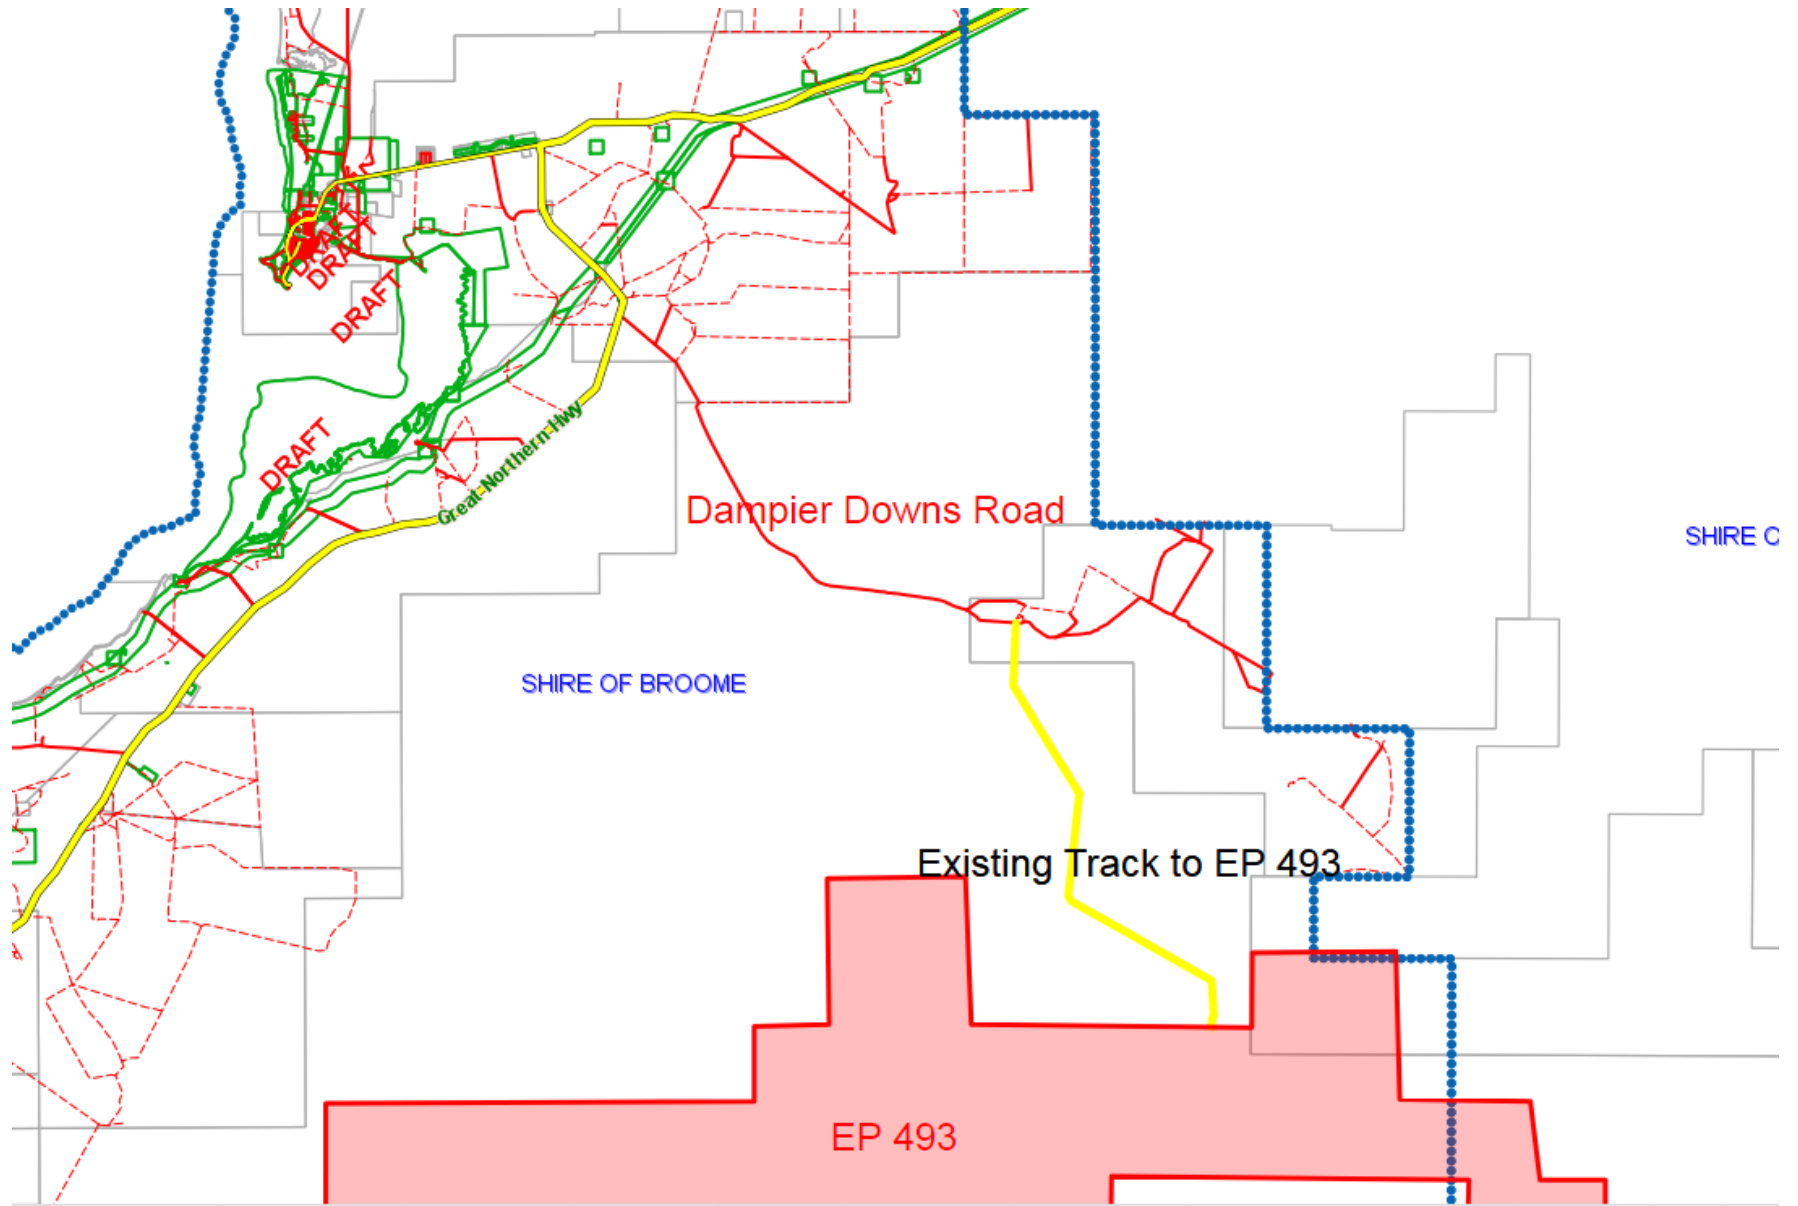 DRAFT
DRAFT
DRAFT
DRAFT
Great Northern Hwy
Dampier Downs Road
SHIRE O
SHIRE OF BROOME
Existing Track to EP 493
EP 493